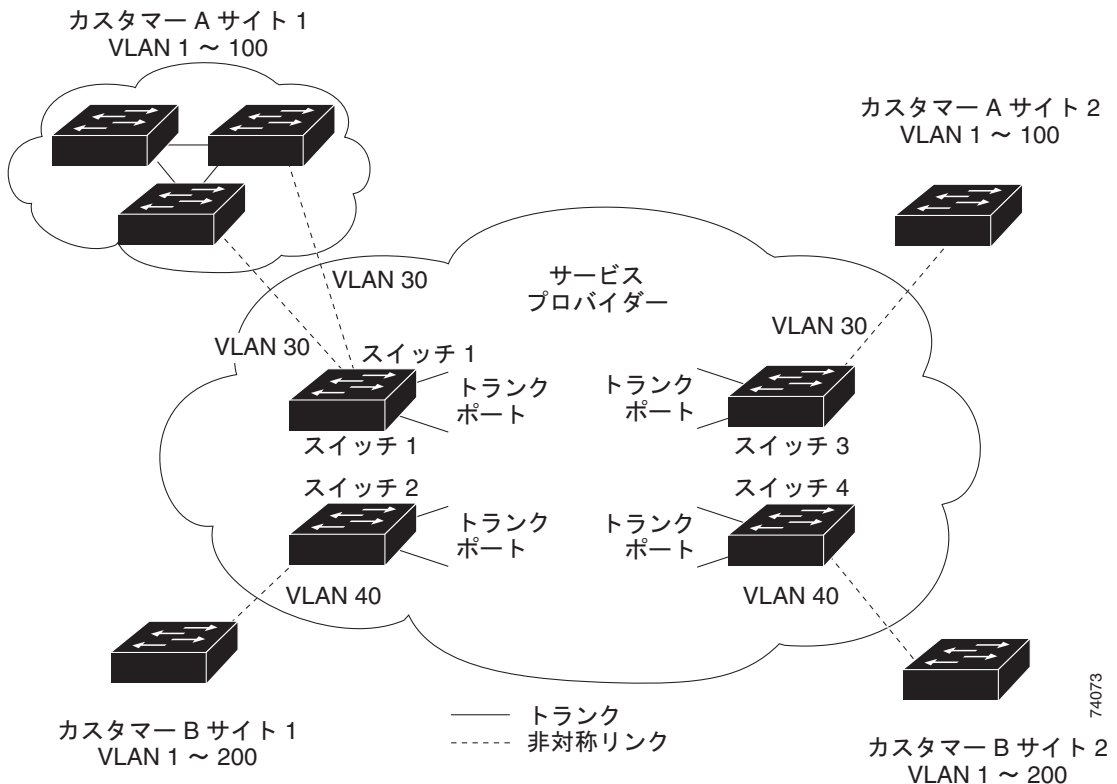 カスタマー A サイト 1
VLAN 1 ～ 100
カスタマー A サイト 2
VLAN 1 ～ 100
VLAN 30
サービス
プロバイダー
VLAN 30
VLAN 30
スイッチ 1
トランク
ポート
トランク
ポート
スイッチ 1
スイッチ 3
スイッチ 2
スイッチ 4
トランク
ポート
トランク
ポート
VLAN 40
VLAN 40
カスタマー B サイト 1
VLAN 1 ～ 200
トランク
非対称リンク
74073
カスタマー B サイト 2
VLAN 1 ～ 200